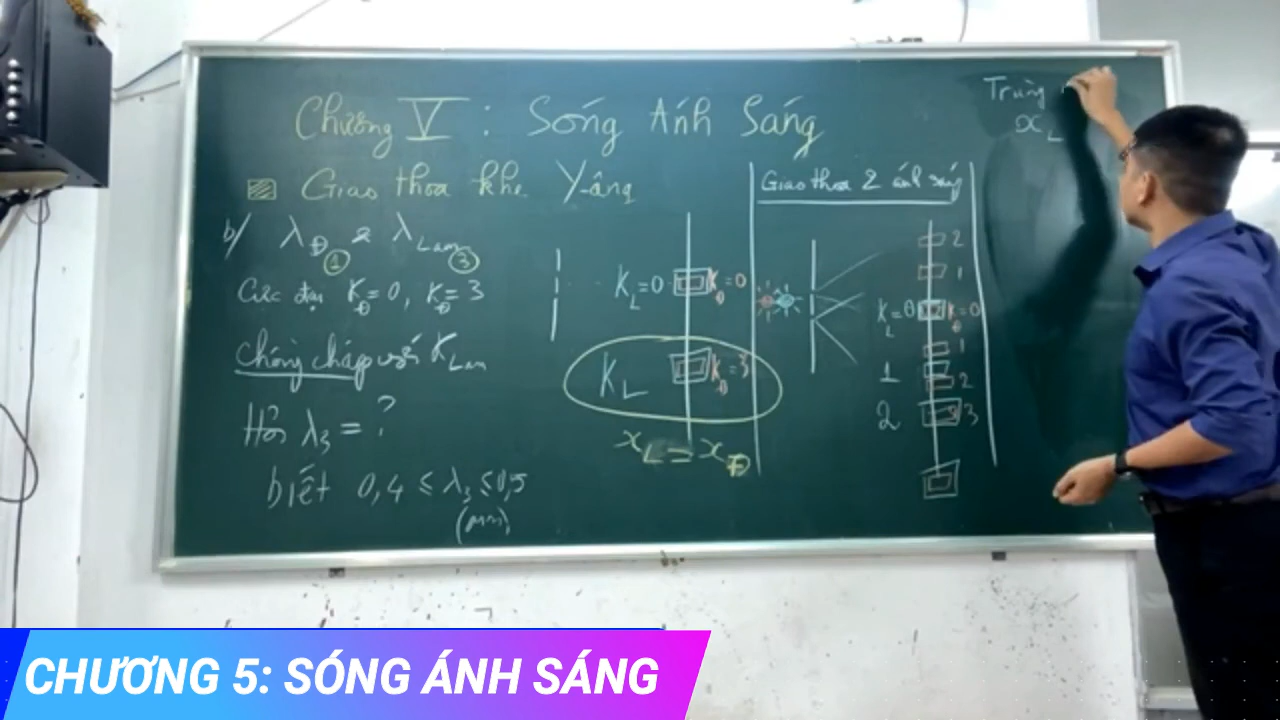 Chương V : Sóng Ánh Sáng
Giao thoa khe Y-âng
b/ λĐ & λLam
① ③
Cực đại KĐ=0, KĐ=3
Chồng chập với KLam
Hỏi λ3 = ?
biết 0,4 ≤ λ3 ≤ 0,5
(μm)
KL=0 KĐ=0
KL KĐ=3
xL = xĐ
Giao thoa 2 ánh sáng
2
1
KL=0 KĐ=0
1
1
2
2 3
Trùng
xL
CHƯƠNG 5: SÓNG ÁNH SÁNG